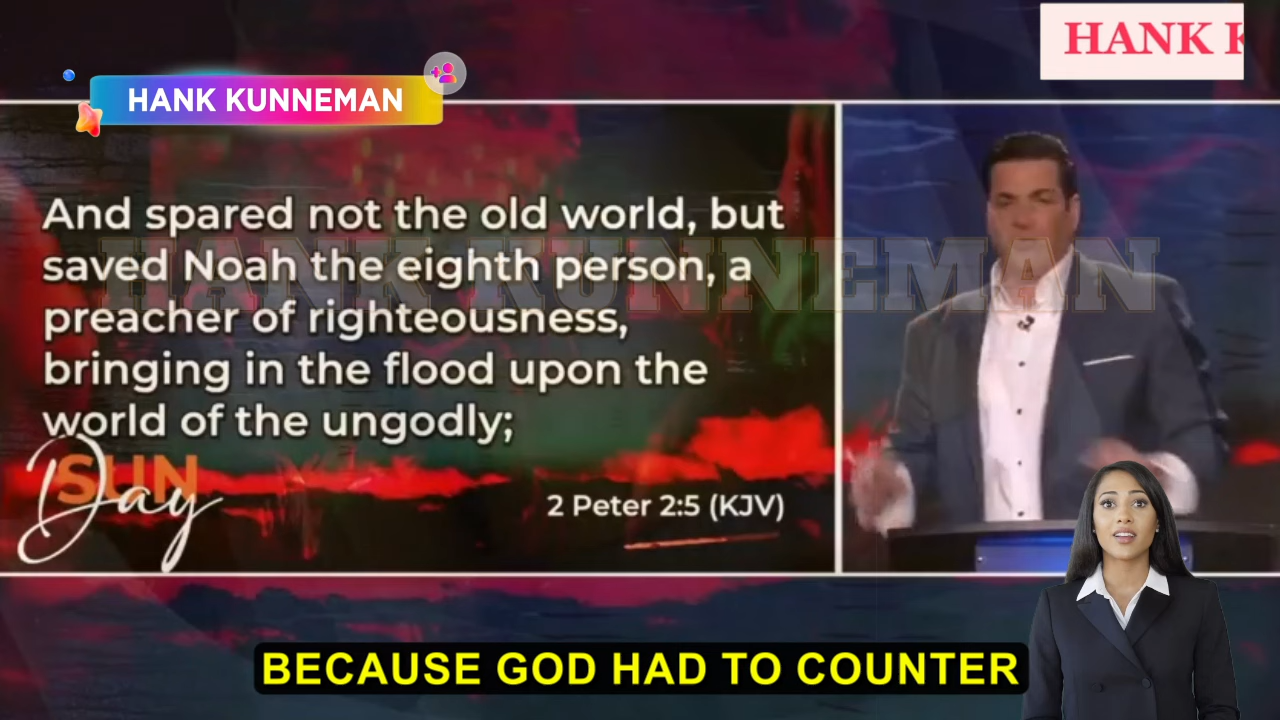 HANK K
HANK KUNNEMAN
And spared not the old world, but
saved Noah the eighth person, a
HANK KUNNEMAN
preacher of righteousness,
bringing in the flood upon the
world of the ungodly;
SUN
Day
2 Peter 2:5 (KJV)
BECAUSE GOD HAD TO COUNTER